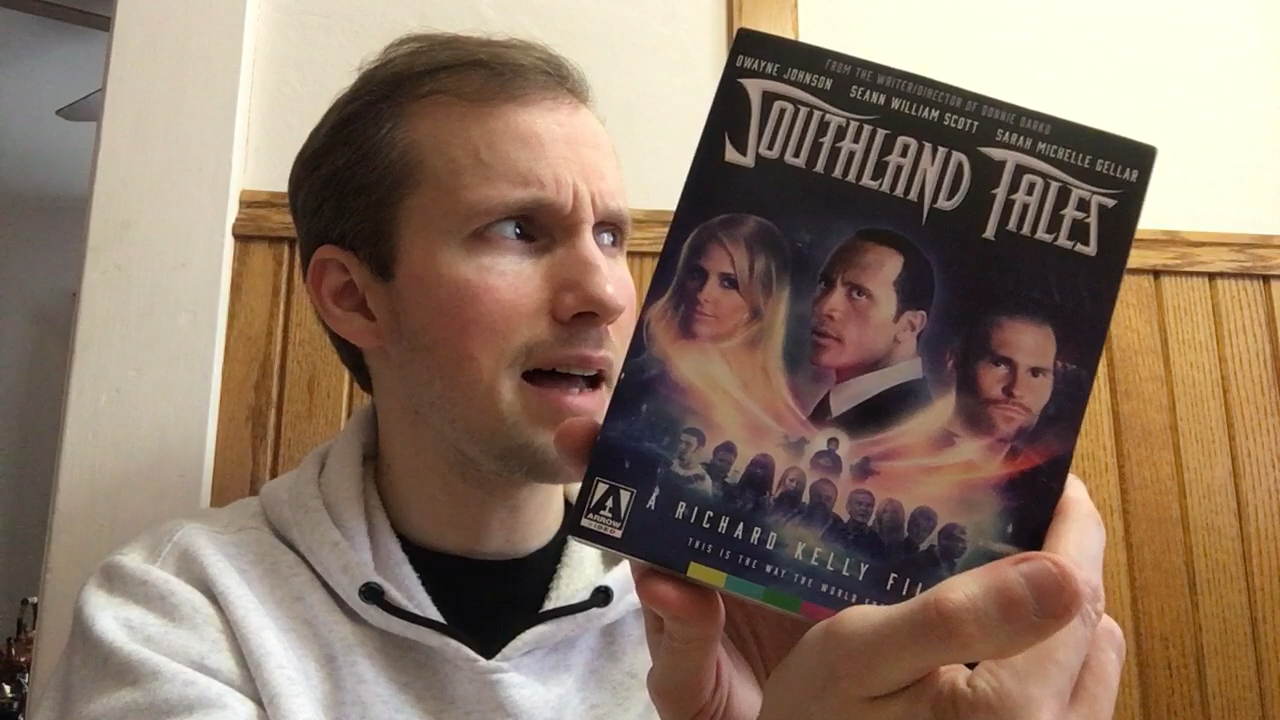 FROM THE WRITER/DIRECTOR OF DONNIE DARKO
DWAYNE JOHNSON SEANN WILLIAM SCOTT SARAH MICHELLE GELLAR
SOUTHLAND TALES
ARROW
VIDEO
A RICHARD KELLY
THIS IS THE WAY THE WORLD